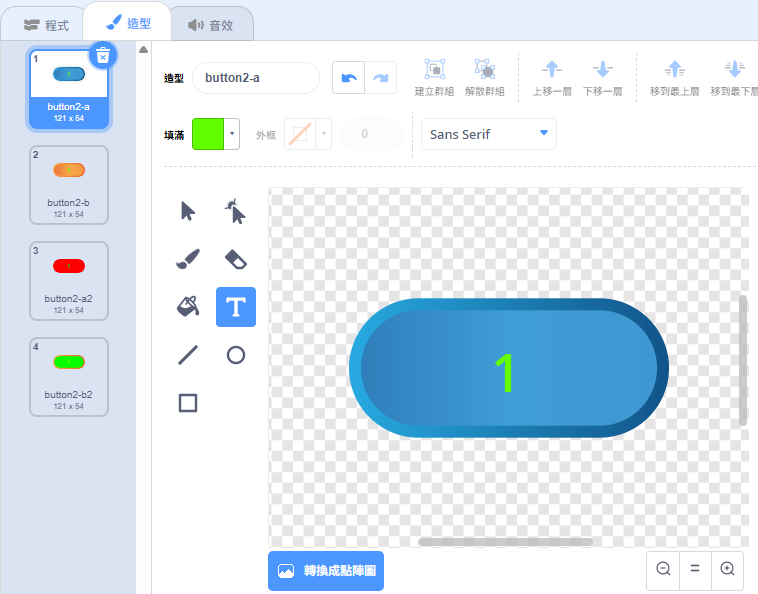 程式
造型
音效
1
button2-a
121 x 54
2
button2-b
121 x 54
3
button2-a2
121 x 54
4
button2-b2
121 x 54
造型
button2-a
建立群組
解散群組
上移一層
下移一層
移到最上層
移到最下層
填滿
外框
0
Sans Serif
T
1
轉換成點陣圖